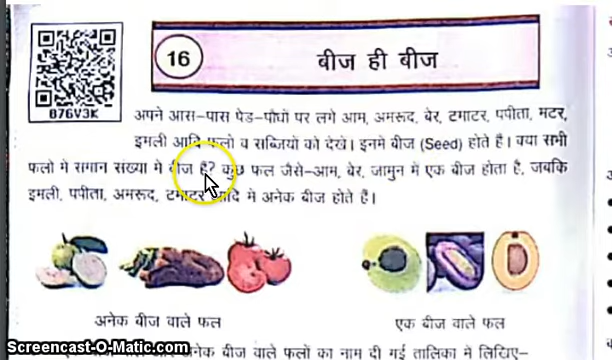 16
बीज ही बीज
B76V3K
अपने आस-पास पेड-पौधों पर लगे आम, अमरूद, बेर, टमाटर, पपीता, मटर,
इमली आदि फलों व सब्जियों को देखे। इनमे बीज (Seed) होते है। क्या सभी
फलो मे समान संख्या मे बीज है? कुछ फल जैसे-आम, बेर, जामुन में एक बीज होता है, जबकि
इमली, पपीता, अमरूद, टमाटर आदि मे अनेक बीज होते हैं।
अनेक बीज वाले फल
एक बीज वाले फल
अनेक बीज वाले फलों का नाम दी गई तालिका में लिखिए-
Screencast-O-Matic.com